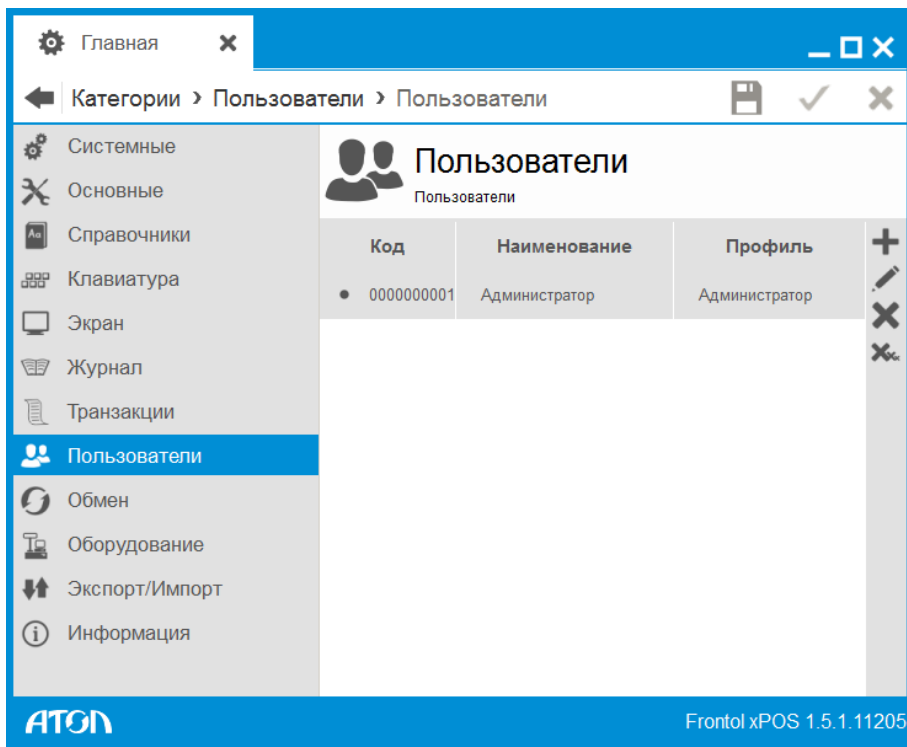 Главная
Категории › Пользователи › Пользователи
Системные
Основные
Справочники
Клавиатура
Экран
Журнал
Транзакции
Пользователи
Обмен
Оборудование
Экспорт/Импорт
Информация
Пользователи
Пользователи
Код Наименование Профиль
0000000001 Администратор Администратор
ATOL Frontol xPOS 1.5.1.11205